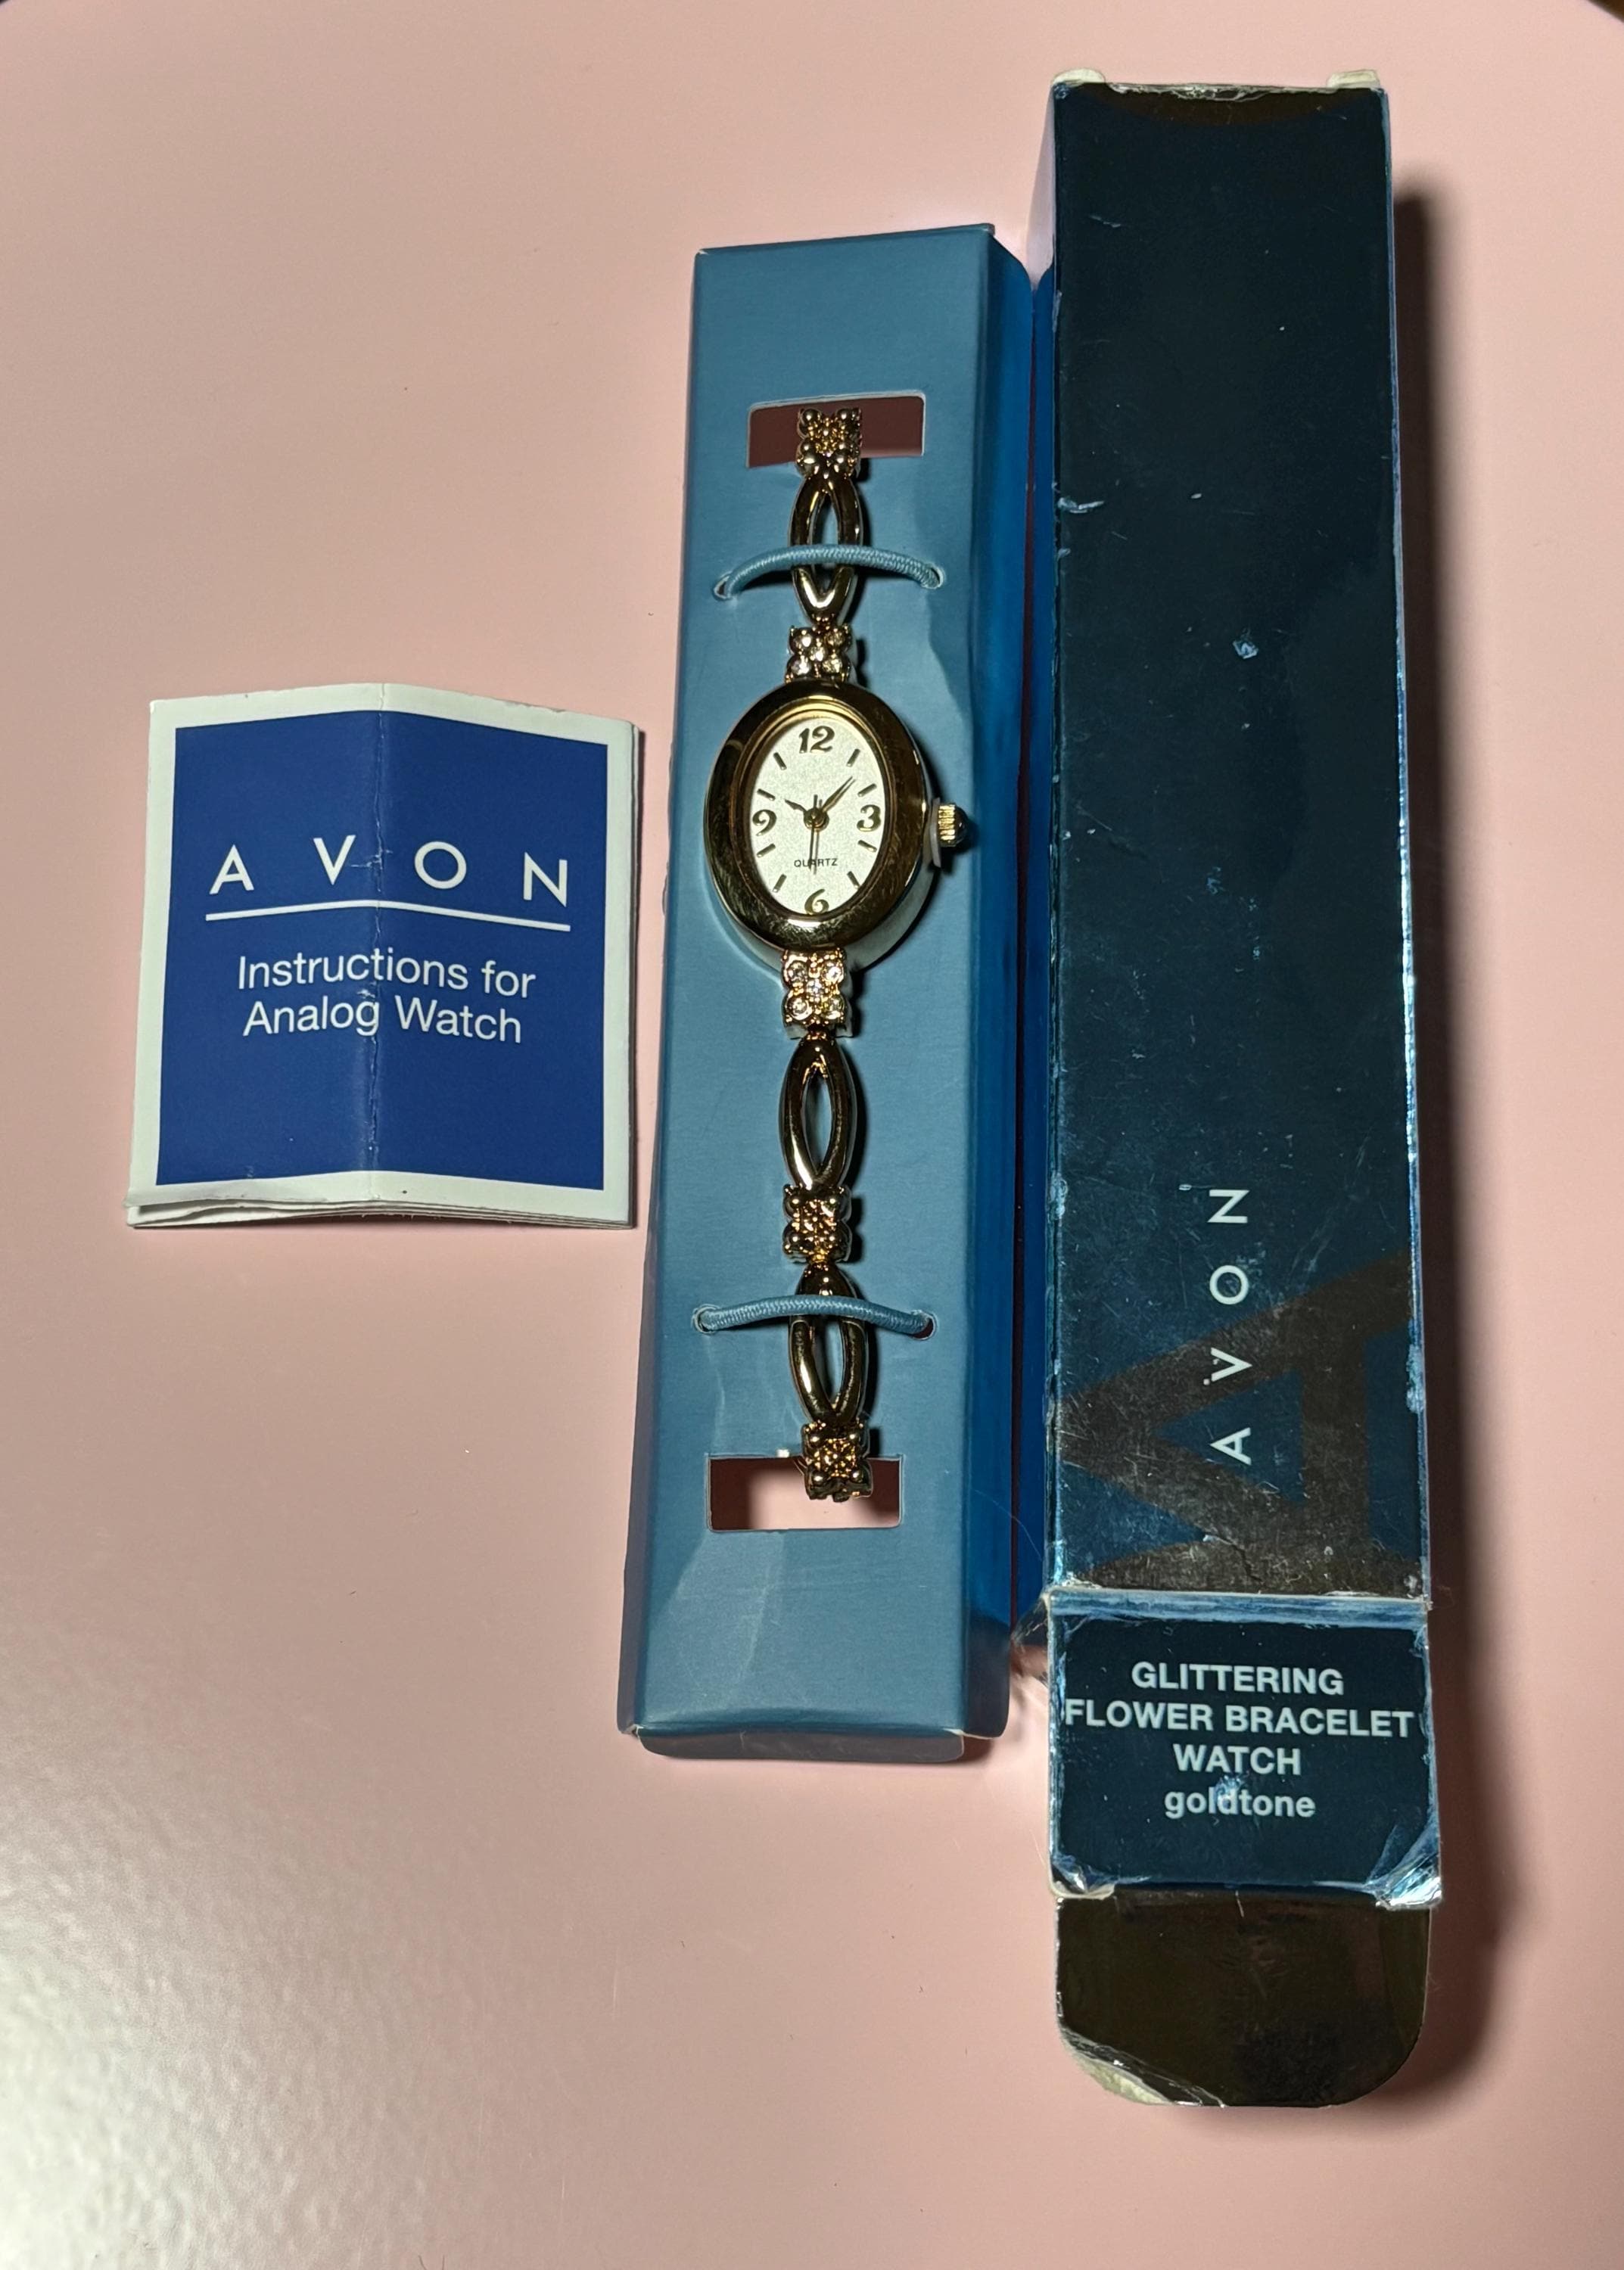 AVON
Instructions for
Analog Watch
12
9
3
QUARTZ
6
AVON
GLITTERING
FLOWER BRACELET
WATCH
goldtone